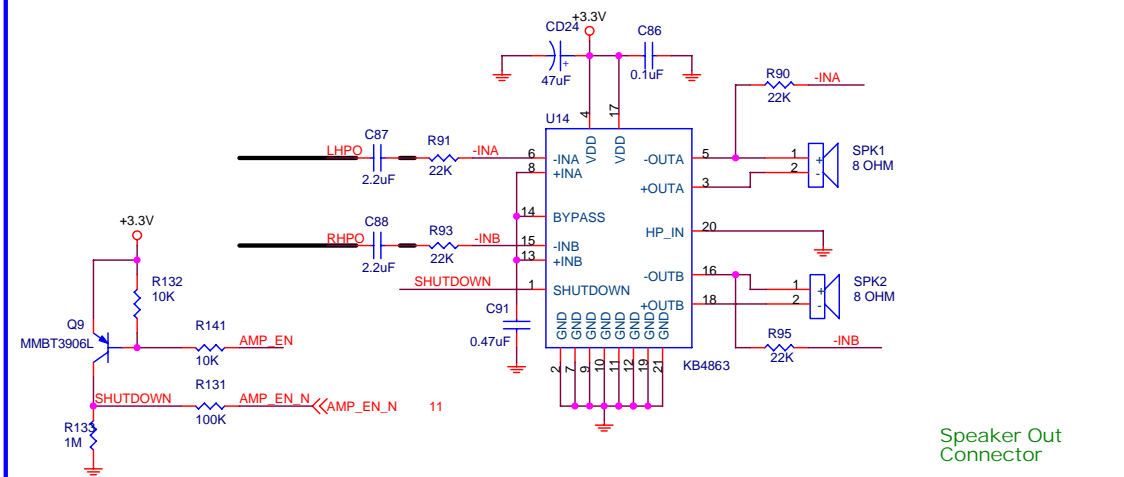 +3.3V
CD24
C86
47uF
0.1uF
R90
-INA
22K
U14
4
17
C87
R91
LHPO
-INA
6
-INA
VDD
VDD
-OUTA
5
1
+
SPK1
2.2uF
22K
8
+INA
2
-
8 OHM
+OUTA
3
+3.3V
C88
R93
14
BYPASS
HP_IN
20
RHPO
-INB
15
-INB
2.2uF
22K
13
+INB
-OUTB
16
R132
SHUTDOWN
1
SHUTDOWN
1
+
SPK2
10K
C91
+OUTB
18
2
-
8 OHM
Q9
R141
0.47uF
GND
GND
GND
GND
GND
GND
GND
GND
R95
-INB
MMBT3906L
AMP_EN
22K
10K
KB4863
2
7
9
10
11
12
19
21
R131
SHUTDOWN
AMP_EN_N
AMP_EN_N
11
100K
R133
1M
Speaker Out
Connector